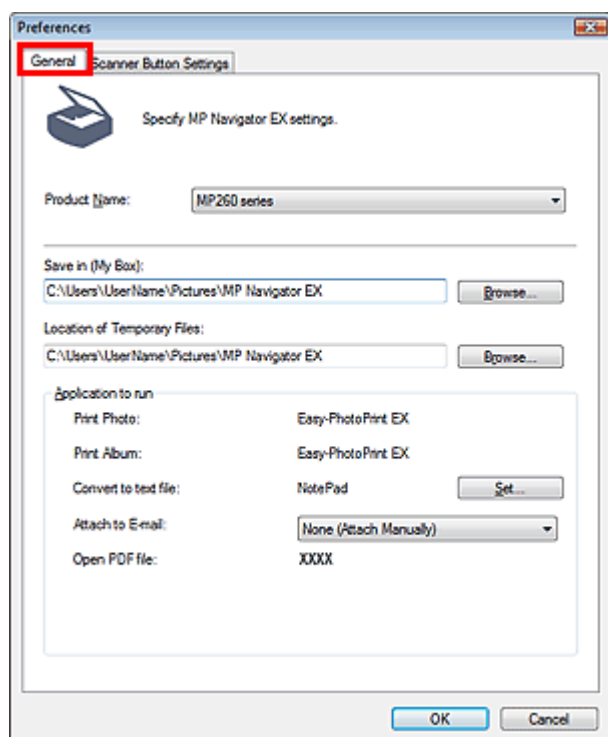 Preferences
General Scanner Button Settings
Specify MP Navigator EX settings.
Product Name: MP260 series
Save in (My Box):
C:\Users\UserName\Pictures\MP Navigator EX Browse...
Location of Temporary Files:
C:\Users\UserName\Pictures\MP Navigator EX Browse...
Application to run
Print Photo: Easy-PhotoPrint EX
Print Album: Easy-PhotoPrint EX
Convert to text file: NotePad Set...
Attach to E-mail: None (Attach Manually)
Open PDF file: XXXX
OK Cancel